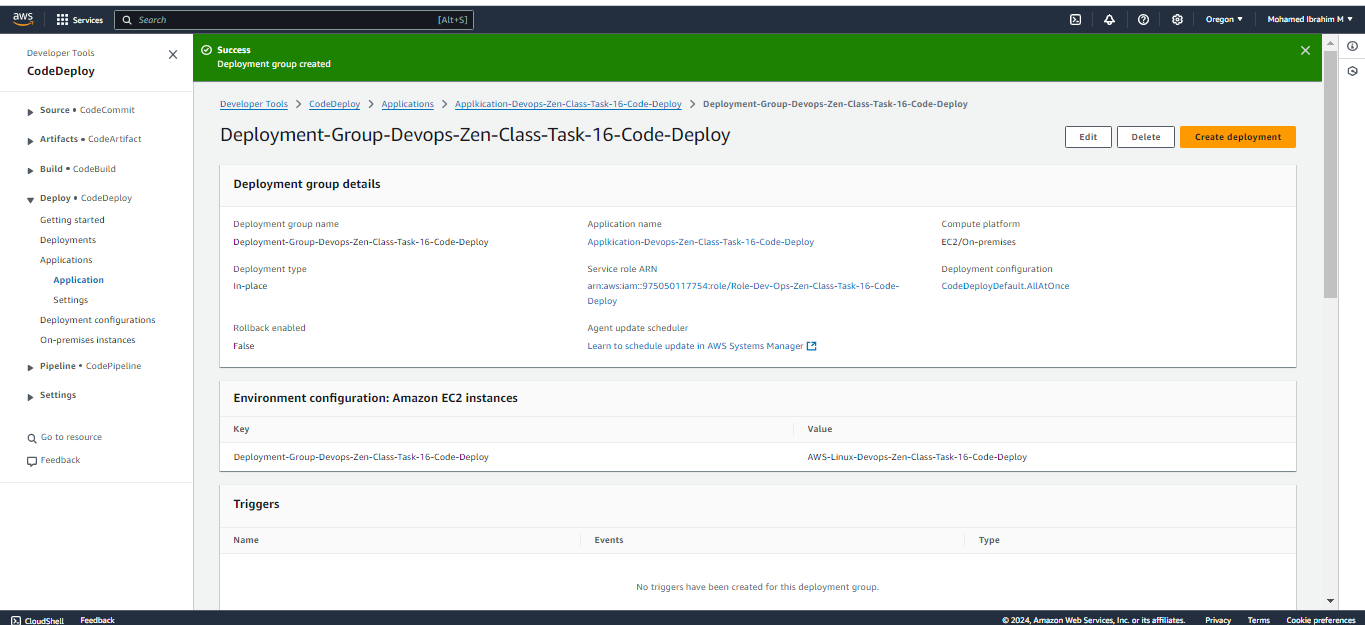 aws
Services
Search
[Alt+S]
Oregon
Mohamed Ibrahim M
Developer Tools
CodeDeploy
Source • CodeCommit
Artifacts • CodeArtifact
Build • CodeBuild
Deploy • CodeDeploy
Getting started
Deployments
Applications
Application
Settings
Deployment configurations
On-premises instances
Pipeline • CodePipeline
Settings
Go to resource
Feedback
Success
Deployment group created
Developer Tools > CodeDeploy > Applications > Applkication-Devops-Zen-Class-Task-16-Code-Deploy > Deployment-Group-Devops-Zen-Class-Task-16-Code-Deploy
Deployment-Group-Devops-Zen-Class-Task-16-Code-Deploy
Edit
Delete
Create deployment
Deployment group details
Deployment group name
Deployment-Group-Devops-Zen-Class-Task-16-Code-Deploy
Application name
Applkication-Devops-Zen-Class-Task-16-Code-Deploy
Compute platform
EC2/On-premises
Deployment type
In-place
Service role ARN
arn:aws:iam::975050117754:role/Role-Dev-Ops-Zen-Class-Task-16-Code-
Deploy
Deployment configuration
CodeDeployDefault.AllAtOnce
Rollback enabled
False
Agent update scheduler
Learn to schedule update in AWS Systems Manager
Environment configuration: Amazon EC2 instances
Key
Value
Deployment-Group-Devops-Zen-Class-Task-16-Code-Deploy
AWS-Linux-Devops-Zen-Class-Task-16-Code-Deploy
Triggers
Name
Events
Type
No triggers have been created for this deployment group.
CloudShell
Feedback
© 2024, Amazon Web Services, Inc. or its affiliates.
Privacy
Terms
Cookie preferences